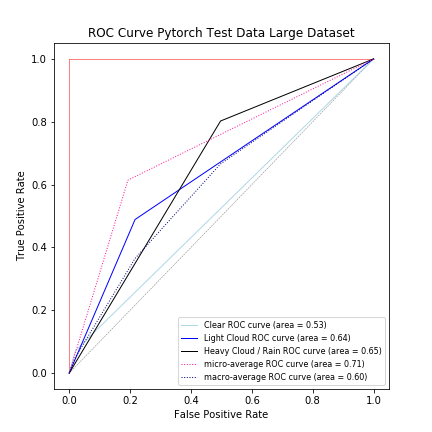 ROC Curve Pytorch Test Data Large Dataset
1.0
0.8
0.6
0.4
0.2
0.0
True Positive Rate
Clear ROC curve (area = 0.53)
Light Cloud ROC curve (area = 0.64)
Heavy Cloud / Rain ROC curve (area = 0.65)
micro-average ROC curve (area = 0.71)
macro-average ROC curve (area = 0.60)
0.0 0.2 0.4 0.6 0.8 1.0
False Positive Rate